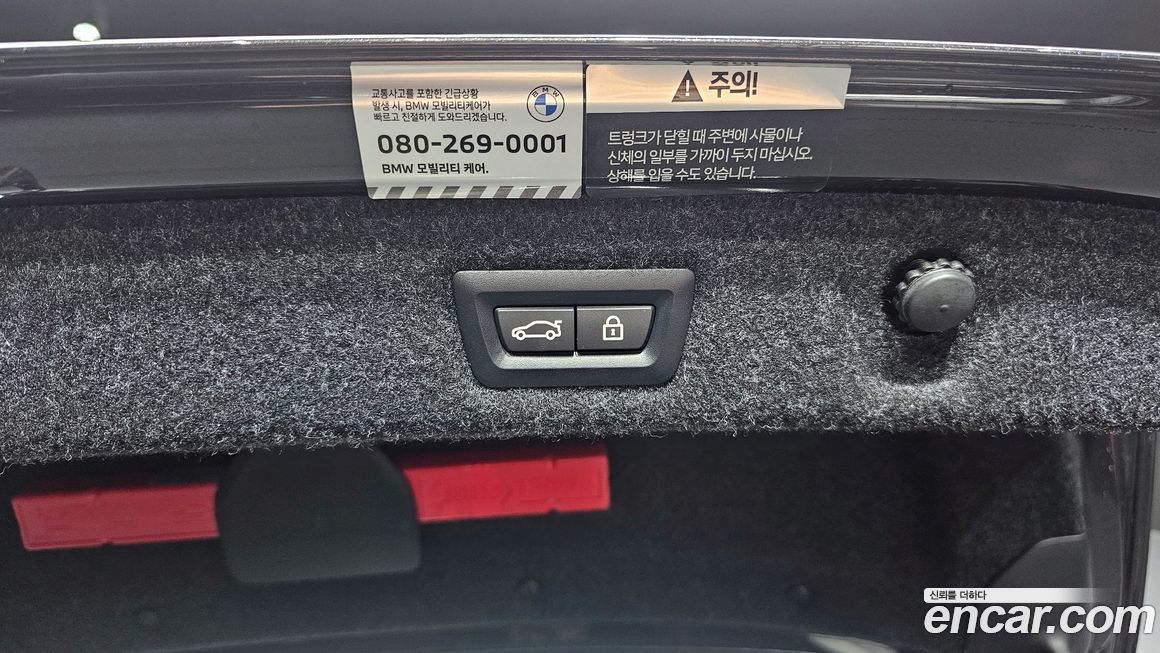 교통사고를 포함한 긴급상황
발생 시, BMW 모빌리티케어가
빠르고 친절하게 도와드리겠습니다.
BMW
080-269-0001
BMW 모빌리티 케어.
주의!
트렁크가 닫힐 때 주변에 사물이나
신체의 일부를 가까이 두지 마십시오.
상해를 입을 수도 있습니다.
신뢰를 더하다
encar.com